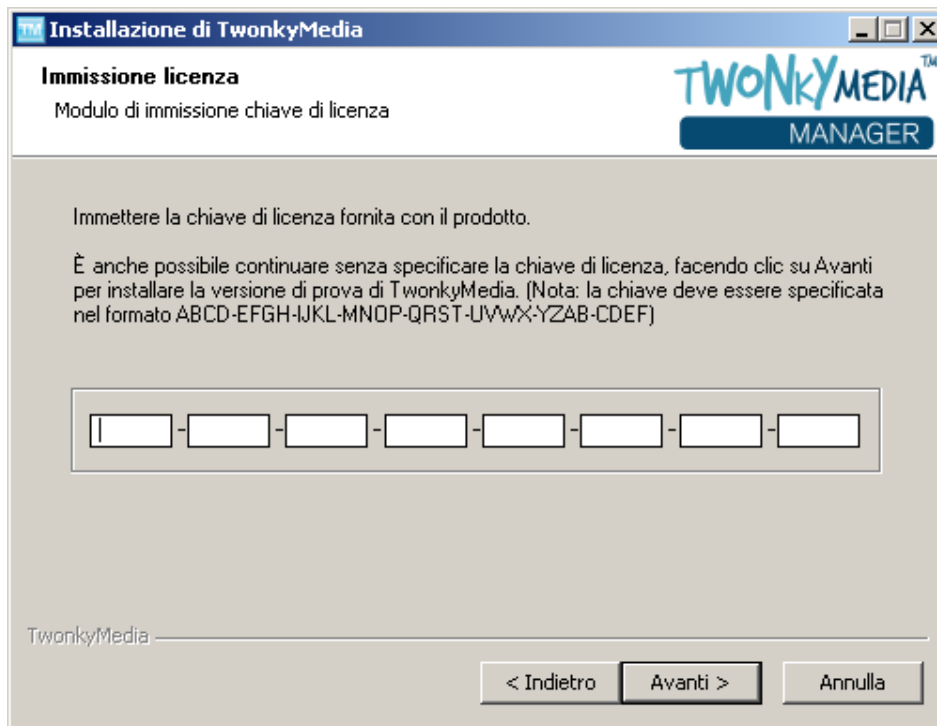 TM Installazione di TwonkyMedia
Immissione licenza
Modulo di immissione chiave di licenza
TWONKY MEDIA™
MANAGER
Immettere la chiave di licenza fornita con il prodotto.
È anche possibile continuare senza specificare la chiave di licenza, facendo clic su Avanti
per installare la versione di prova di TwonkyMedia. (Nota: la chiave deve essere specificata
nel formato ABCD-EFGH-IJKL-MNOP-QRST-UVWX-YZAB-CDEF)
- - - - - - -
TwonkyMedia
< Indietro Avanti > Annulla